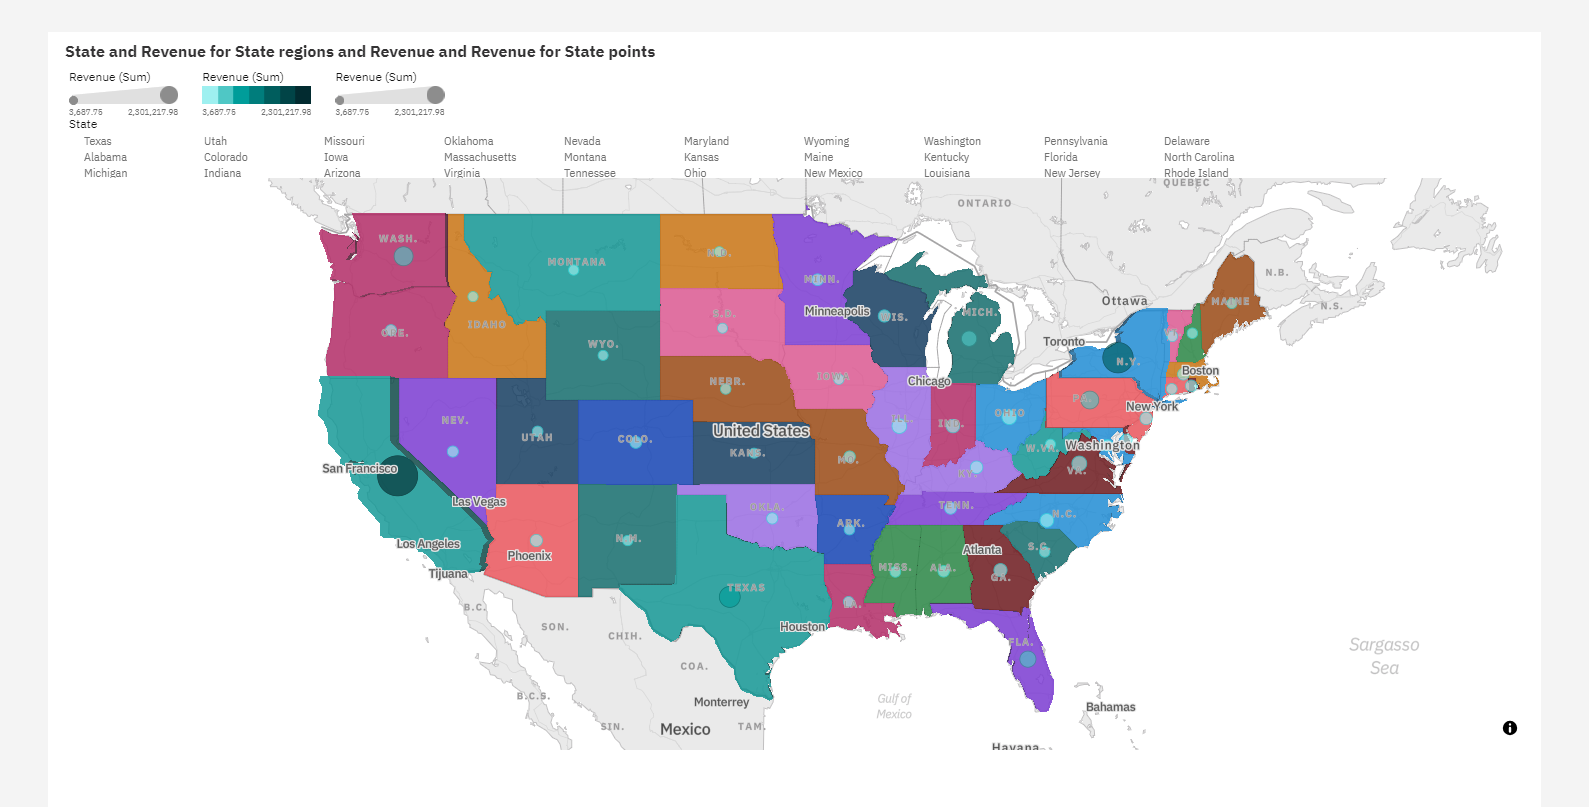 State and Revenue for State regions and Revenue and Revenue for State points
Revenue (Sum) Revenue (Sum) Revenue (Sum)
3,687.75 2,301,217.98 3,687.75 2,301,217.98 3,687.75 2,301,217.98
State
Texas Utah Missouri Oklahoma Nevada Maryland Wyoming Washington Pennsylvania Delaware
Alabama Colorado Iowa Massachusetts Montana Kansas Maine Kentucky Florida North Carolina
Michigan Indiana Arizona Virginia Tennessee Ohio New Mexico Louisiana New Jersey Rhode Island
QUEBEC
ONTARIO
WASH.
MONTANA
N.D.
MINN.
N.B.
Ottawa
MAINE
N.S.
Minneapolis
WIS.
MICH.
S.D.
IDAHO
ORE.
WYO.
Toronto
N.Y.
VT.
Boston
Chicago
IOWA
NEBR.
PA.
New York
NEV.
ILL.
IND.
OHIO
United States
UTAH
COLO.
KANS.
MO.
W.VA.
Washington
San Francisco
KY.
VA.
Las Vegas
OKLA.
TENN.
N.C.
ARK.
Los Angeles
Phoenix
N.M.
Atlanta
S.C.
Tijuana
MISS.
ALA.
GA.
TEXAS
B.C.
LA.
SON.
CHIH.
Houston
FLA.
Sargasso
Sea
COA.
B.C.S.
Monterrey
Gulf of
Mexico
Bahamas
SIN.
Mexico
TAM.
Havana